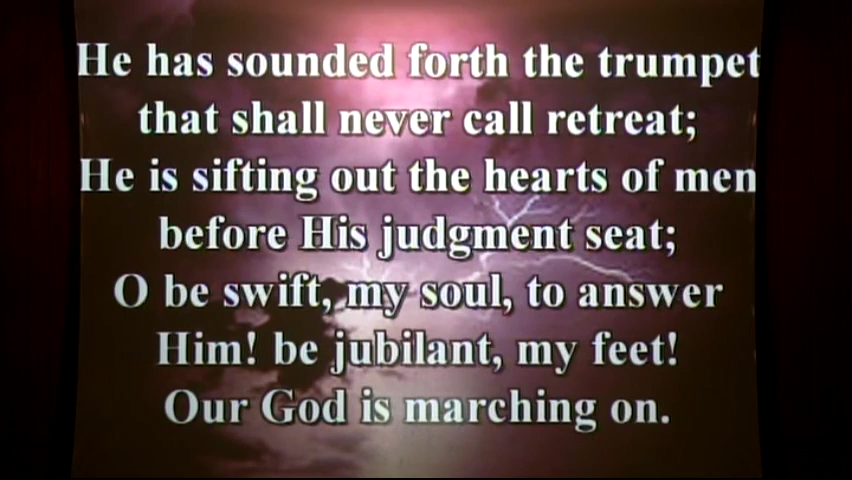 He has sounded forth the trumpet
that shall never call retreat;
He is sifting out the hearts of men
before His judgment seat;
O be swift, my soul, to answer
Him! be jubilant, my feet!
Our God is marching on.